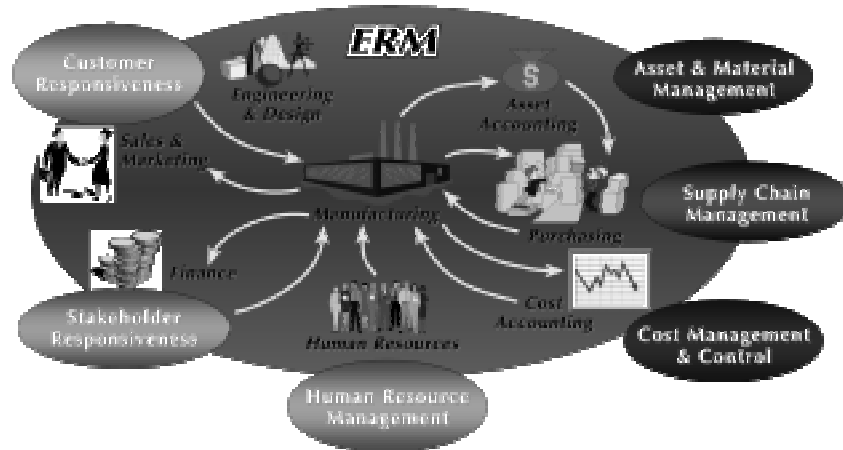 ERM
Customer
Responsiveness
Engineering
& Design
$
Asset
Accounting
Asset & Material
Management
Sales &
Marketing
Manufacturing
Purchasing
Supply Chain
Management
Finance
Stakeholder
Responsiveness
Human Resources
Cost
Accounting
Cost Management
& Control
Human Resource
Management